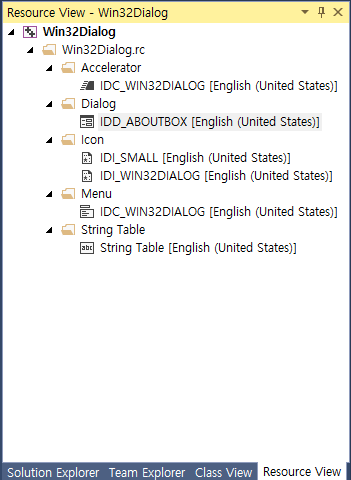 Resource View - Win32Dialog
Win32Dialog
Win32Dialog.rc
Accelerator
IDC_WIN32DIALOG [English (United States)]
Dialog
IDD_ABOUTBOX [English (United States)]
Icon
IDI_SMALL [English (United States)]
IDI_WIN32DIALOG [English (United States)]
Menu
IDC_WIN32DIALOG [English (United States)]
String Table
abc String Table [English (United States)]
Solution Explorer Team Explorer Class View Resource View